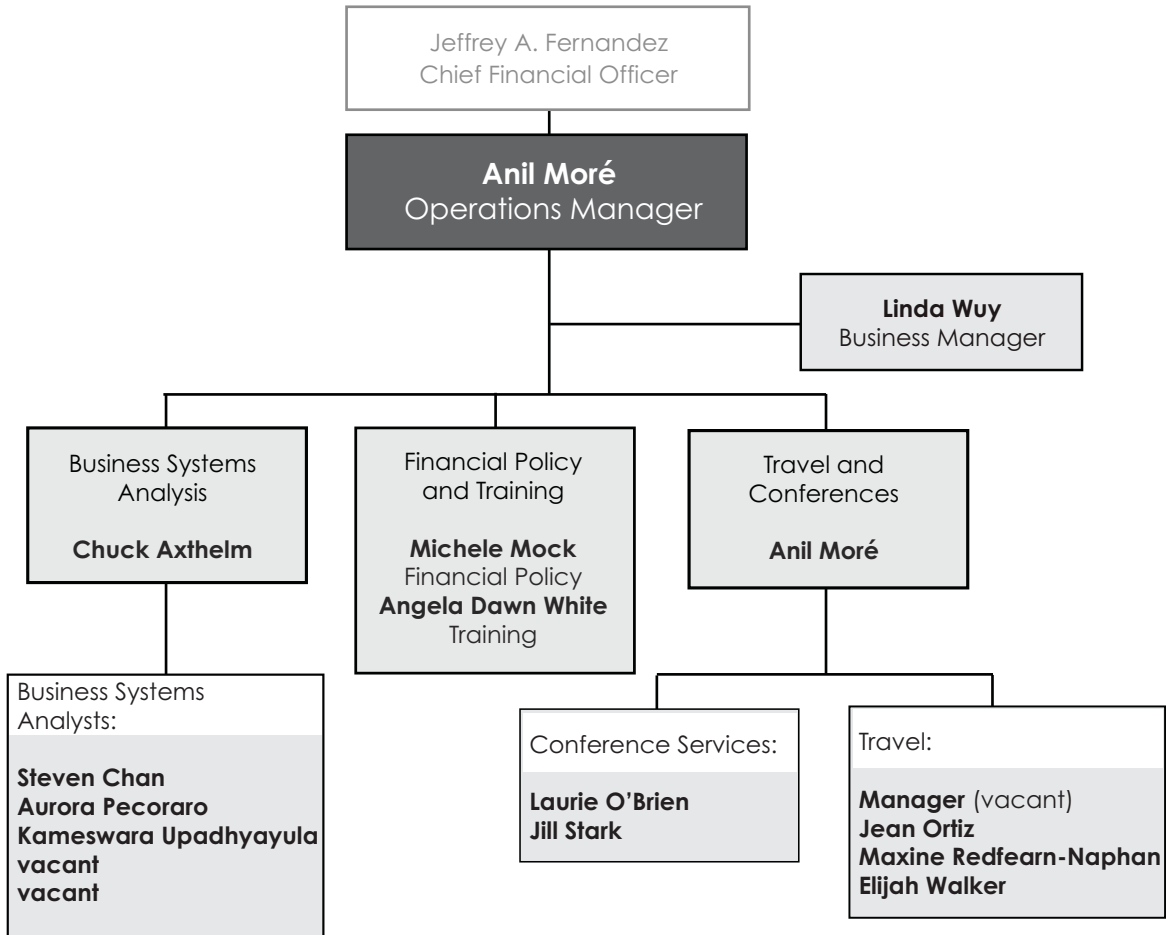 Jeffrey A. Fernandez
Chief Financial Officer
Anil Moré
Operations Manager
Linda Wuy
Business Manager
Business Systems
Analysis
Chuck Axthelm
Financial Policy
and Training
Michele Mock
Financial Policy
Angela Dawn White
Training
Travel and
Conferences
Anil Moré
Business Systems
Analysts:
Steven Chan
Aurora Pecoraro
Kameswara Upadhyayula
vacant
vacant
Conference Services:
Laurie O’Brien
Jill Stark
Travel:
Manager (vacant)
Jean Ortiz
Maxine Redfearn-Naphan
Elijah Walker